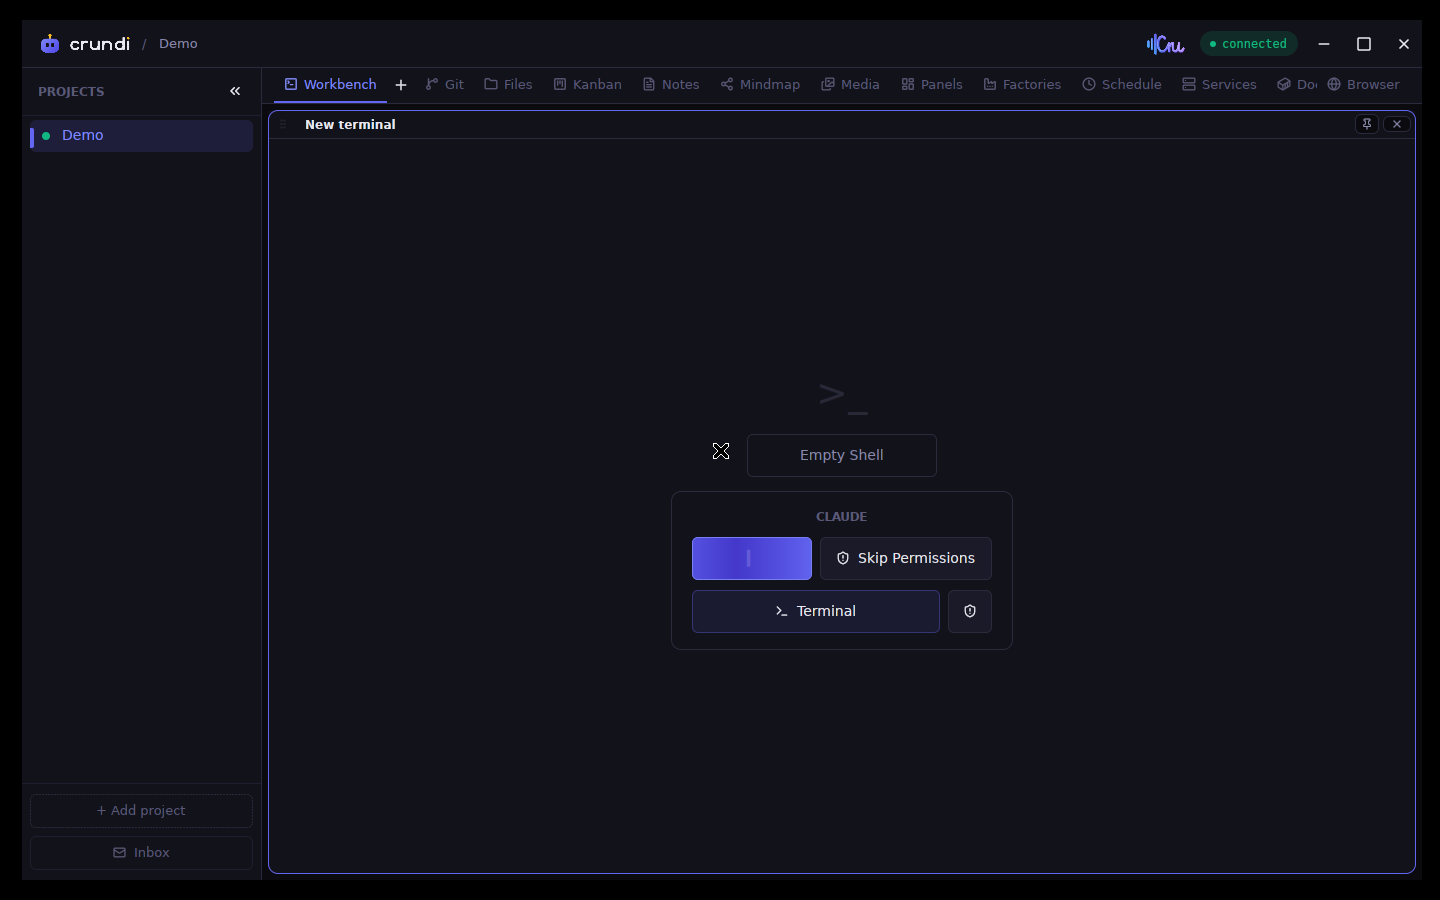 crundi / Demo
Cru
connected
PROJECTS
Workbench
Git
Files
Kanban
Notes
Mindmap
Media
Panels
Factories
Schedule
Services
Browser
Demo
New terminal
>_
Empty Shell
CLAUDE
Skip Permissions
Terminal
+ Add project
Inbox